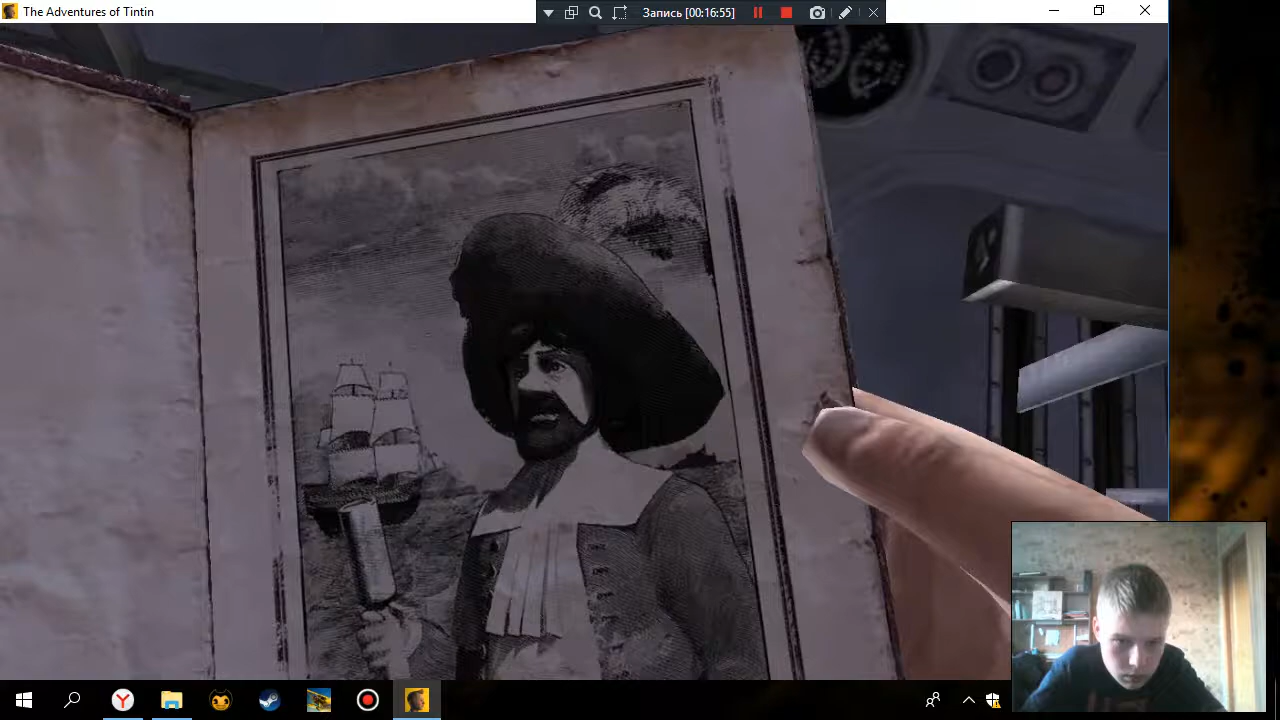 The Adventures of Tintin
Запись [00:16:55]